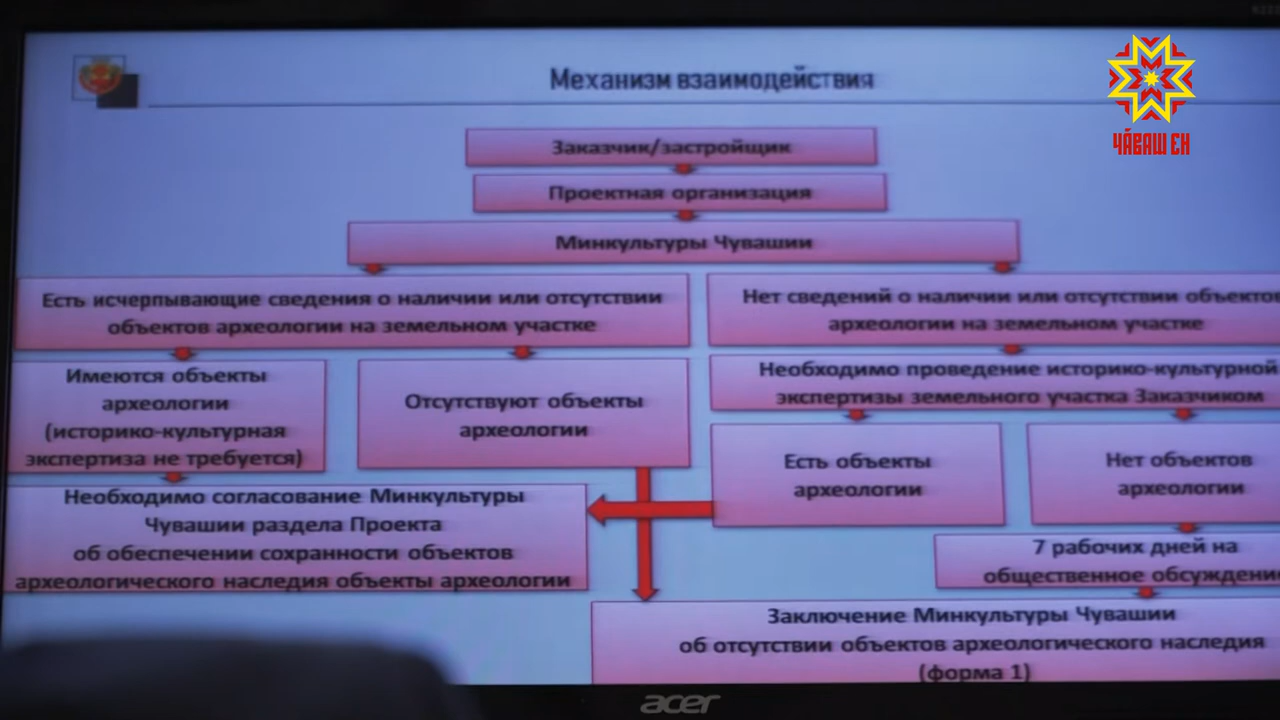 Механизм взаимодействия
ЧӐВАШ ЕН
Заказчик/застройщик
Проектная организация
Минкультуры Чувашии
Есть исчерпывающие сведения о наличии или отсутствии
объектов археологии на земельном участке
Нет сведений о наличии или отсутствии объектов
археологии на земельном участке
Имеются объекты
археологии
(историко-культурная
экспертиза не требуется)
Отсутствуют объекты
археологии
Необходимо проведение историко-культурной
экспертизы земельного участка Заказчиком
Есть объекты
археологии
Нет объектов
археологии
Необходимо согласование Минкультуры
Чувашии раздела Проекта
об обеспечении сохранности объектов
археологического наследия объекты археологии
7 рабочих дней на
общественное обсуждение
Заключение Минкультуры Чувашии
об отсутствии объектов археологического наследия
(форма 1)
acer